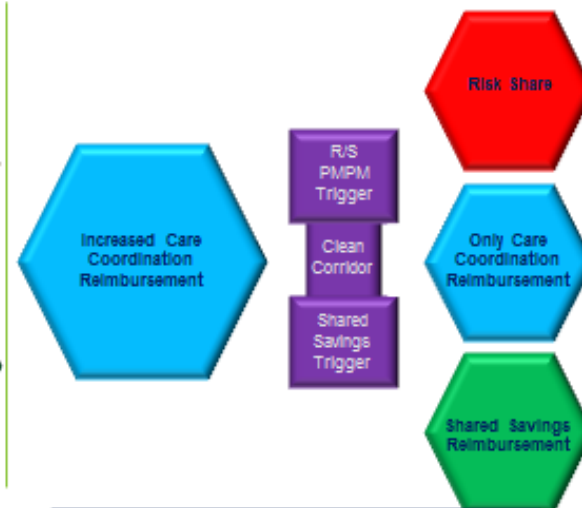 Increased Care
Coordination
Reimbursement
R/S
PMPM
Trigger
Clean
Corridor
Shared
Savings
Trigger
Risk Share
Only Care
Coordination
Reimbursement
Shared Savings
Reimbursement